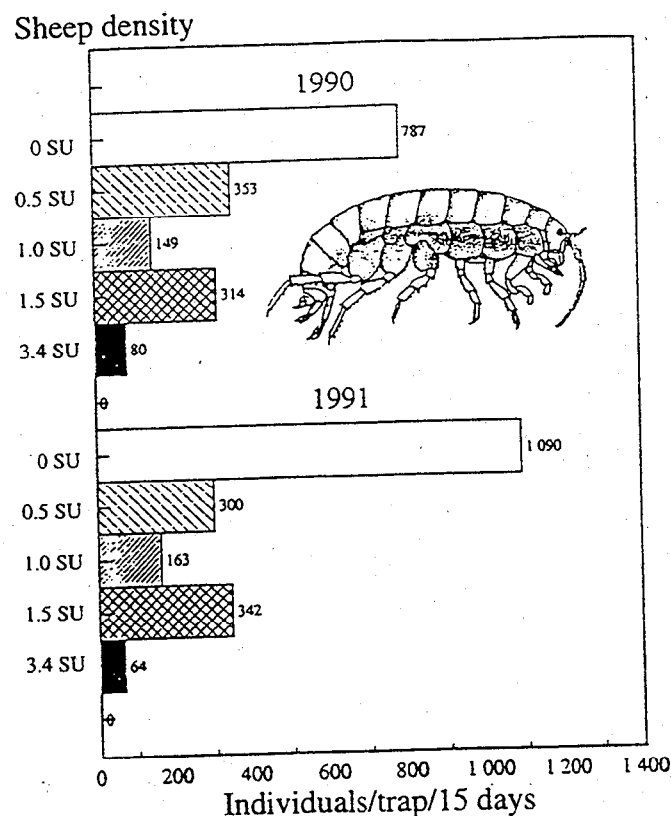 Sheep density
1990
0 SU 787
0.5 SU 353
1.0 SU 149
1.5 SU 314
3.4 SU 80
0
1991
0 SU 1 090
0.5 SU 300
1.0 SU 163
1.5 SU 342
3.4 SU 64
0
0 200 400 600 800 1 000 1 200 1 400
Individuals/trap/15 days